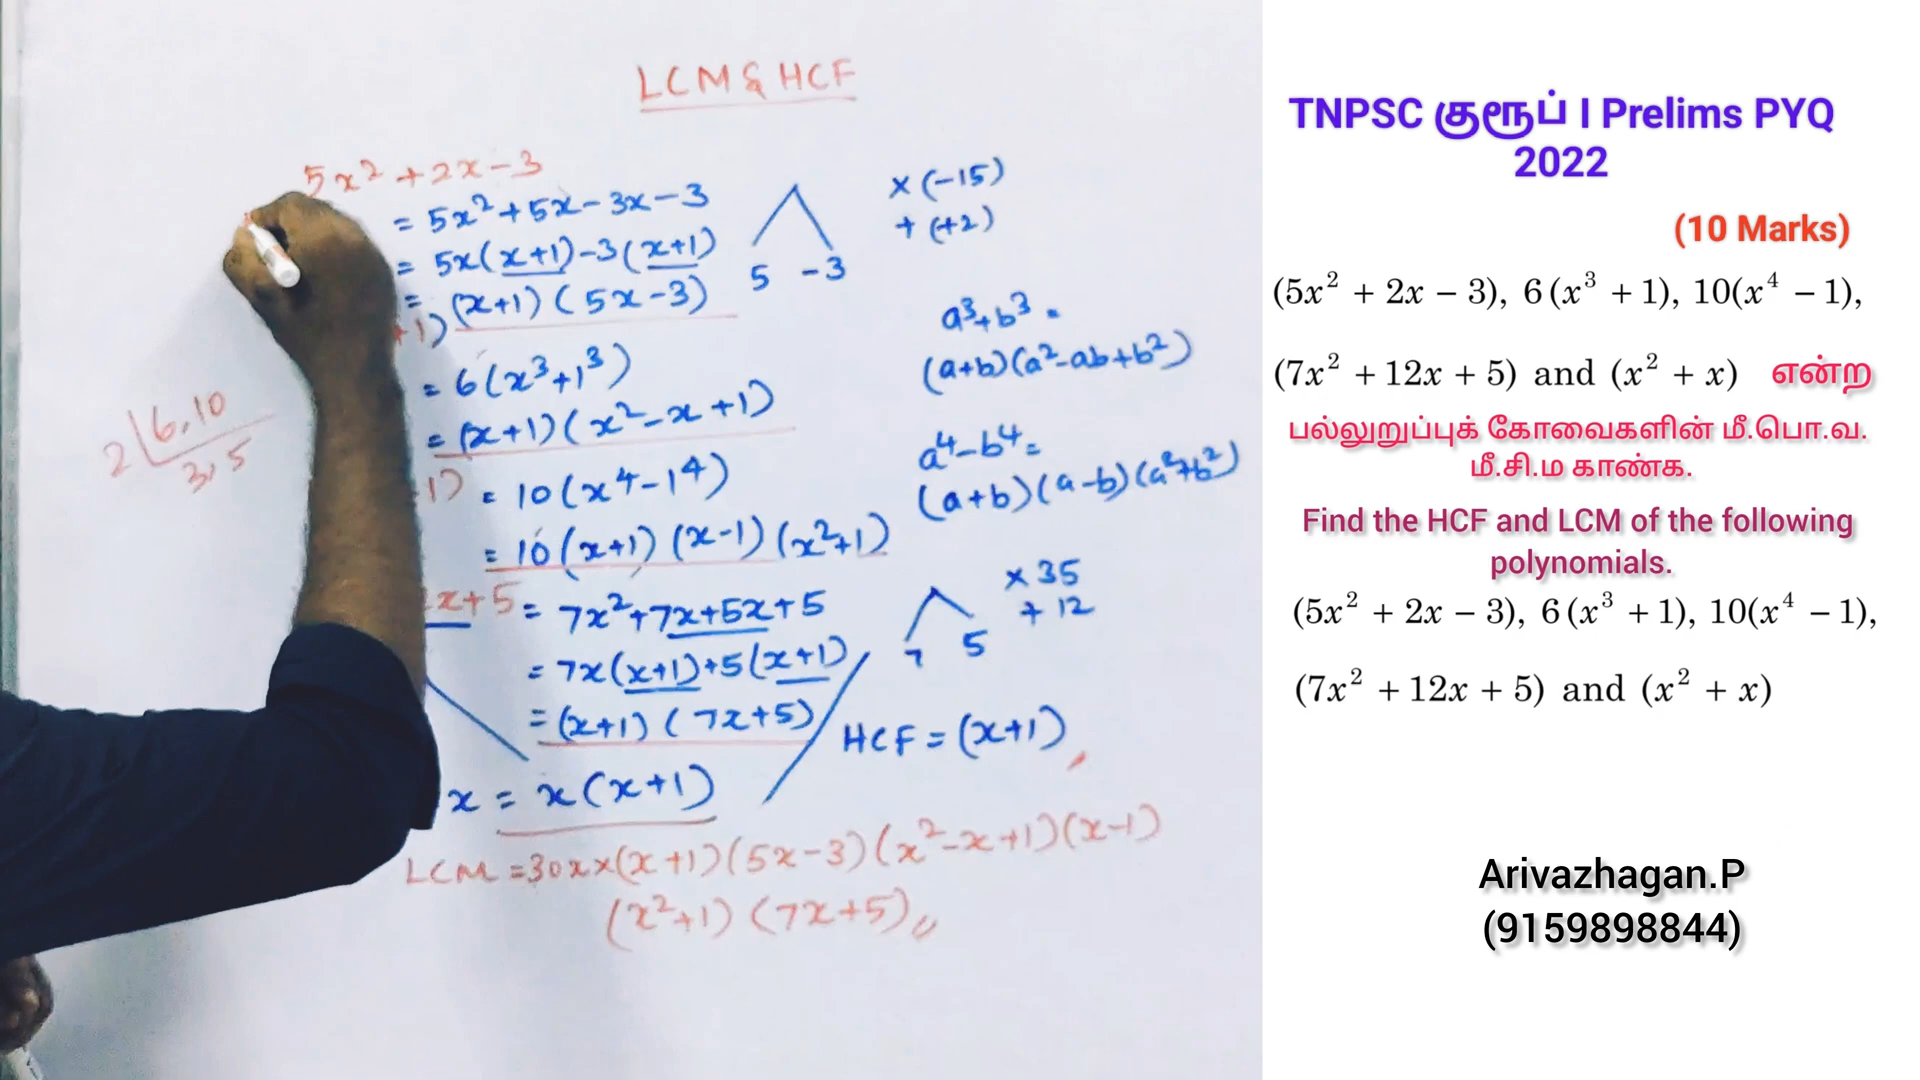 LCM & HCF
5x² + 2x - 3
= 5x² + 5x - 3x - 3
= 5x(x+1) - 3(x+1)
= (x+1)(5x-3)
×(-15)
+(+2)
5 -3
+1)
= 6(x³+1³)
= (x+1)(x²-x+1)
a³+b³ =
(a+b)(a²-ab+b²)
2 6,10
3,5
1)
= 10(x⁴-1⁴)
= 10(x+1)(x-1)(x²+1)
a⁴-b⁴=
(a+b)(a-b)(a²+b²)
x+5 = 7x²+7x+5x+5
= 7x(x+1)+5(x+1)
= (x+1)(7x+5)
×35
+12
7 5
HCF = (x+1)
x = x(x+1)
LCM = 30x×(x+1)(5x-3)(x²-x+1)(x-1)
(x²+1)(7x+5)
TNPSC குரூப் I Prelims PYQ
2022
(10 Marks)
(5x² + 2x − 3), 6(x³ + 1), 10(x⁴ − 1),
(7x² + 12x + 5) and (x² + x) என்ற
பல்லுறுப்புக் கோவைகளின் மீ.பொ.வ.
மீ.சி.ம காண்க.
Find the HCF and LCM of the following
polynomials.
(5x² + 2x − 3), 6(x³ + 1), 10(x⁴ − 1),
(7x² + 12x + 5) and (x² + x)
Arivazhagan.P
(9159898844)